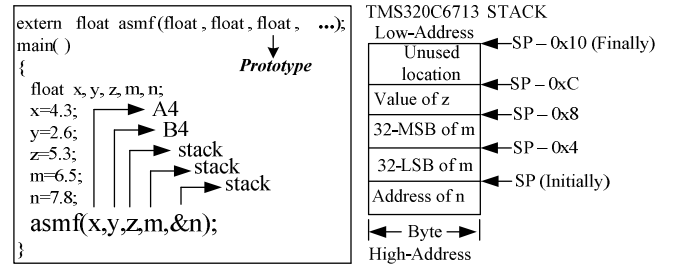 extern float asmf(float, float, float, ...);
main( )
Prototype
{
float x, y, z, m, n;
x=4.3;
A4
y=2.6;
B4
z=5.3;
stack
m=6.5;
stack
n=7.8;
stack
asmf(x,y,z,m,&n);
}
TMS320C6713 STACK
Low-Address
SP – 0x10 (Finally)
Unused
location
SP – 0xC
Value of z
SP – 0x8
32-MSB of m
SP – 0x4
32-LSB of m
SP (Initially)
Address of n
Byte
High-Address